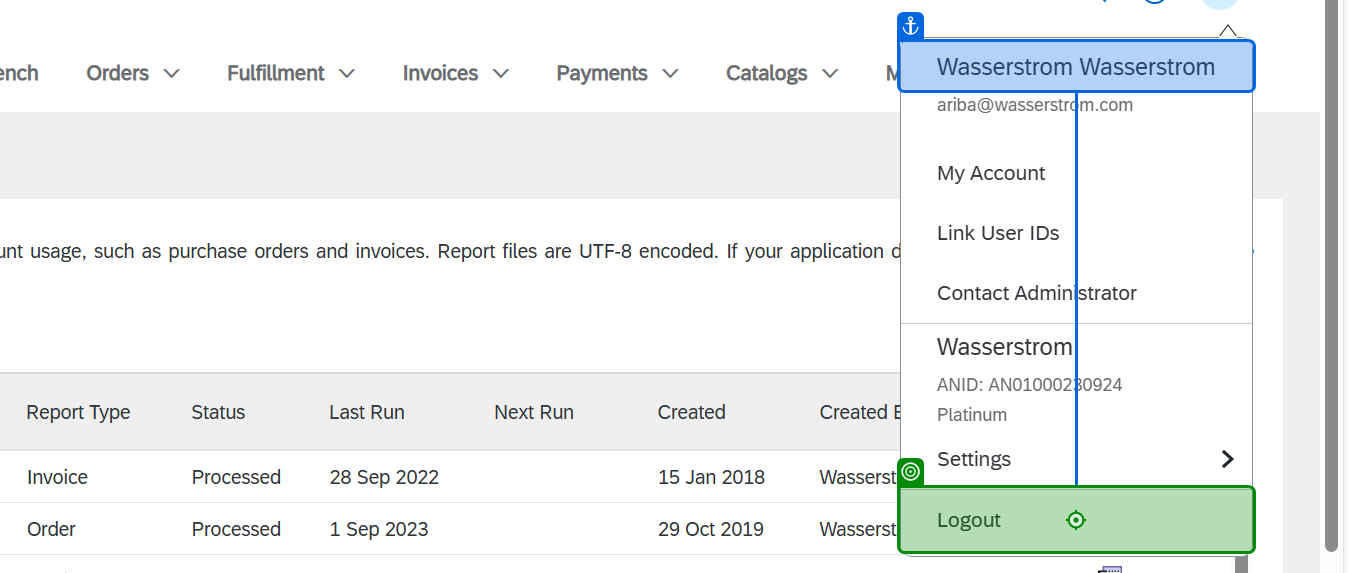 Wasserstrom Wasserstrom
ench Orders Fulfillment Invoices Payments Catalogs M
ariba@wasserstrom.com
My Account
Link User IDs
unt usage, such as purchase orders and invoices. Report files are UTF-8 encoded. If your application d
Contact Administrator
Wasserstrom
ANID: AN01000230924
Platinum
Report Type Status Last Run Next Run Created Created B
Settings
Invoice Processed 28 Sep 2022 15 Jan 2018 Wasserst
Logout
Order Processed 1 Sep 2023 29 Oct 2019 Wasserst